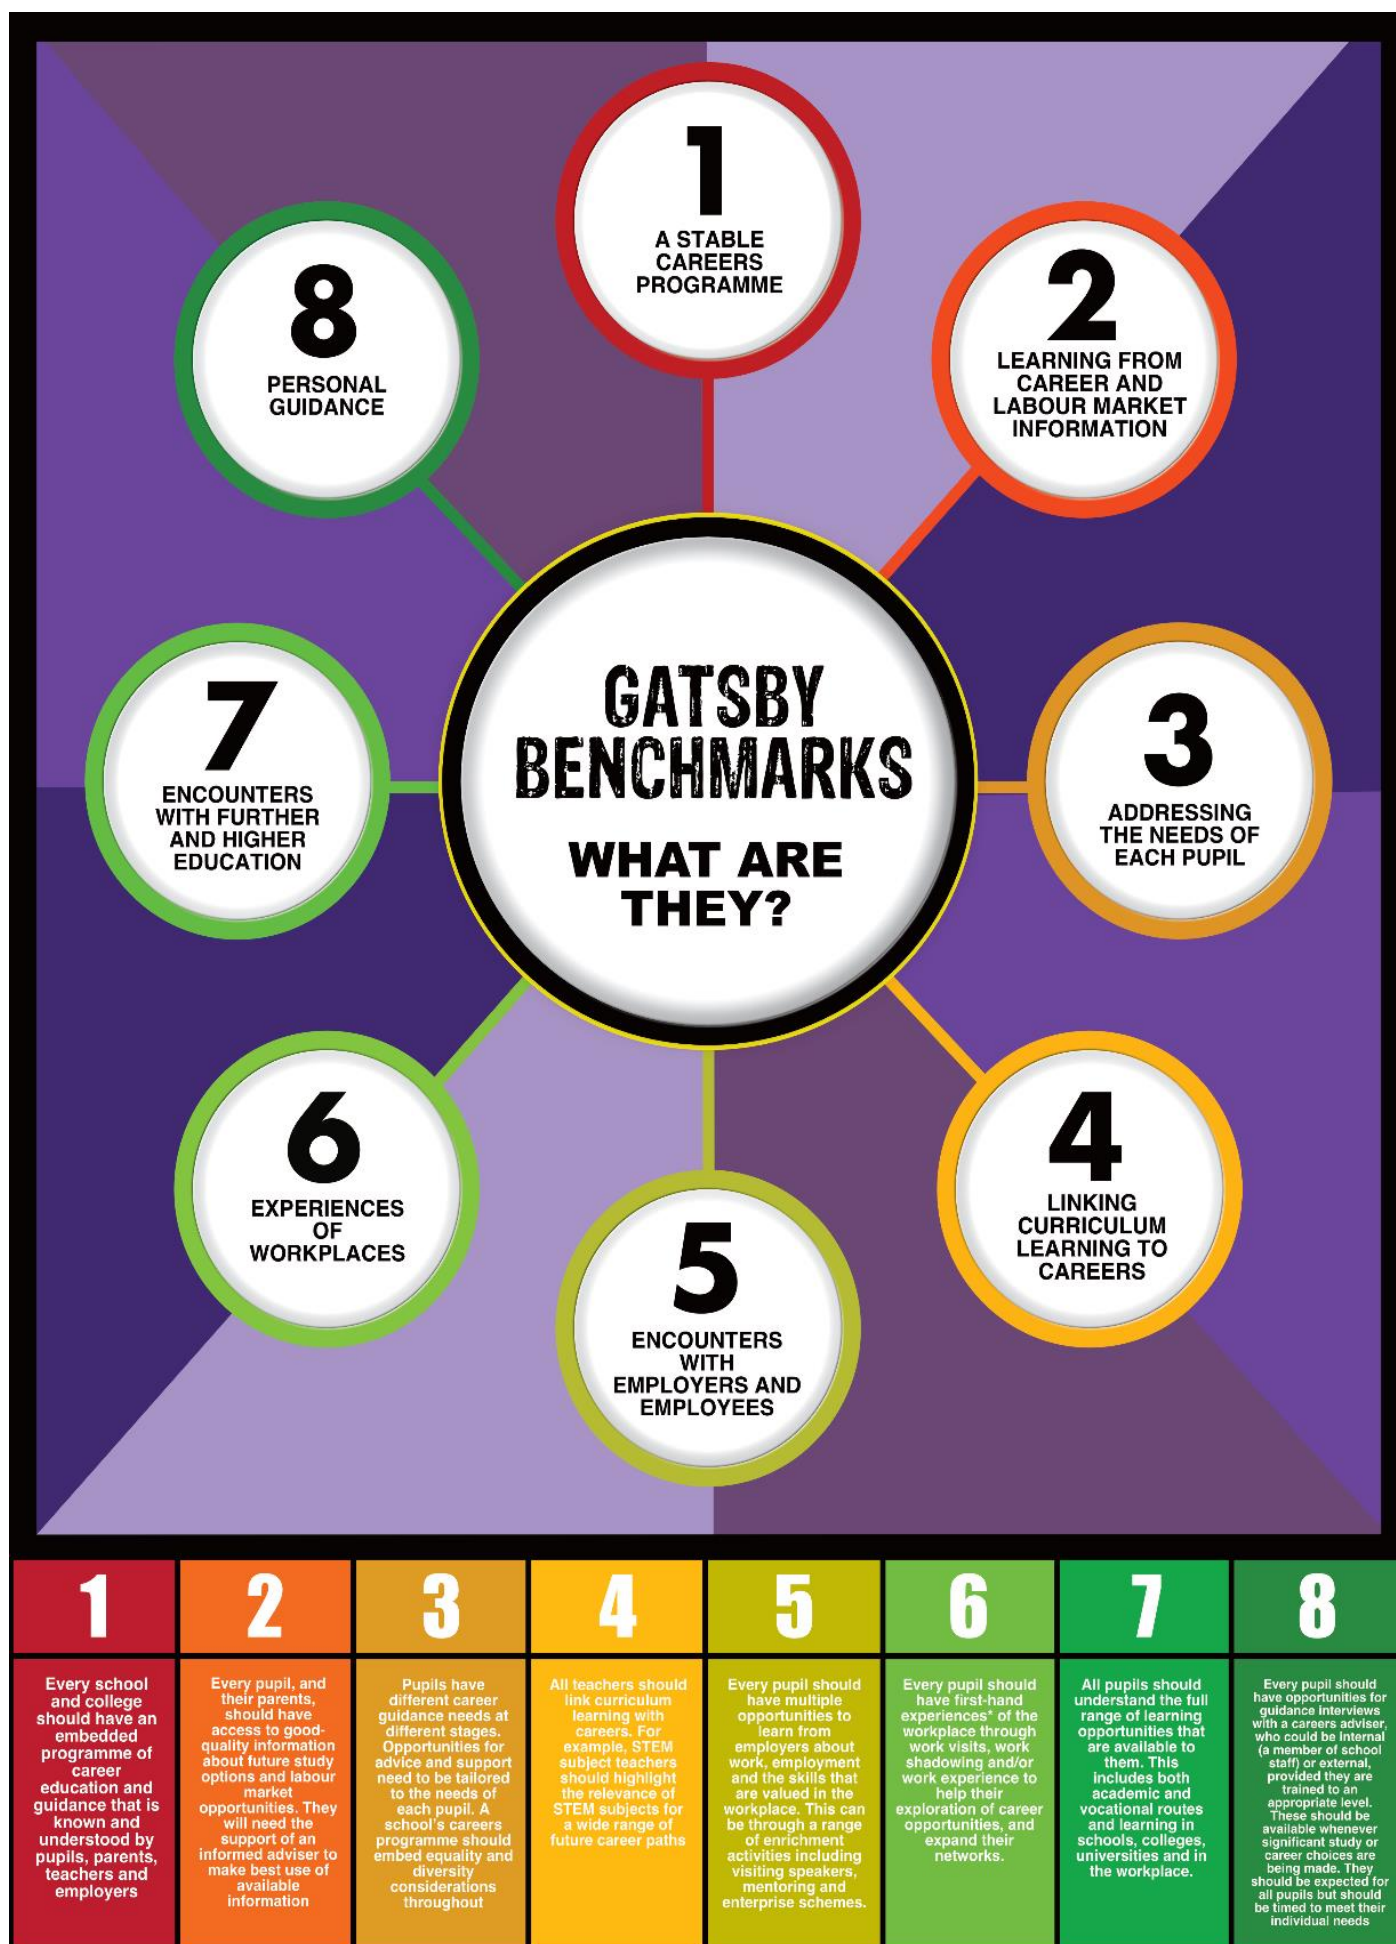 1
A STABLE
CAREERS
PROGRAMME
2
LEARNING FROM
CAREER AND
LABOUR MARKET
INFORMATION
3
ADDRESSING
THE NEEDS OF
EACH PUPIL
4
LINKING
CURRICULUM
LEARNING TO
CAREERS
5
ENCOUNTERS
WITH
EMPLOYERS AND
EMPLOYEES
6
EXPERIENCES
OF
WORKPLACES
7
ENCOUNTERS
WITH FURTHER
AND HIGHER
EDUCATION
8
PERSONAL
GUIDANCE
GATSBY
BENCHMARKS
WHAT ARE
THEY?
1
Every school
and college
should have an
embedded
programme of
career
education and
guidance that is
known and
understood by
pupils, parents,
teachers and
employers
2
Every pupil, and
their parents,
should have
access to good-
quality information
about future study
options and labour
market
opportunities. They
will need the
support of an
informed adviser to
make best use of
available
information
3
Pupils have
different career
guidance needs at
different stages.
Opportunities for
advice and support
need to be tailored
to the needs of
each pupil. A
school's careers
programme should
embed equality and
diversity
considerations
throughout
4
All teachers should
link curriculum
learning with
careers. For
example, STEM
subject teachers
should highlight
the relevance of
STEM subjects for
a wide range of
future career paths
5
Every pupil should
have multiple
opportunities to
learn from
employers about
work, employment
and the skills that
are valued in the
workplace. This can
be through a range
of enrichment
activities including
visiting speakers,
mentoring and
enterprise schemes.
6
Every pupil should
have first-hand
experiences* of the
workplace through
work visits, work
shadowing and/or
work experience to
help their
exploration of career
opportunities, and
expand their
networks.
7
All pupils should
understand the full
range of learning
opportunities that
are available to
them. This
includes both
academic and
vocational routes
and learning in
schools, colleges,
universities and in
the workplace.
8
Every pupil should
have opportunities for
guidance interviews
with a careers adviser,
who could be internal
(a member of school
staff) or external,
provided they are
trained to an
appropriate level.
These should be
available whenever
significant study or
career choices are
being made. They
should be expected for
all pupils but should
be timed to meet their
individual needs